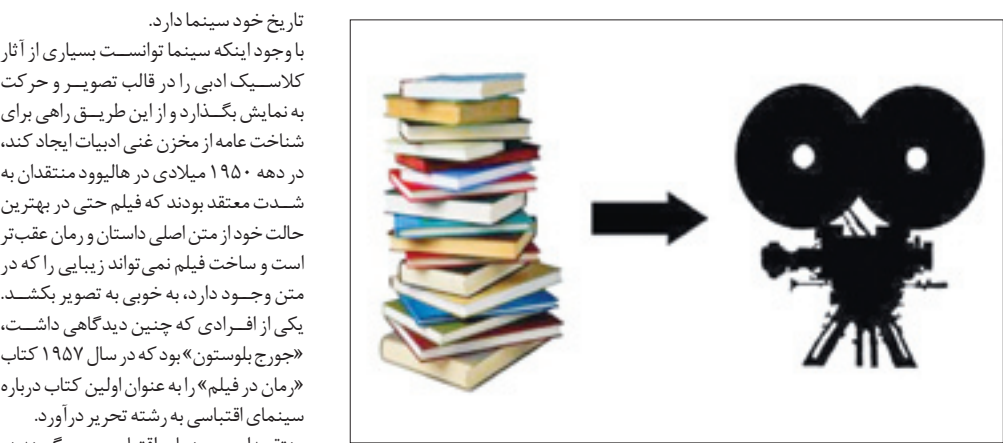 تاریخ خود سینما دارد.
با وجود اینکه سینما توانست بسیاری از آثار
کلاسیک ادبی را در قالب تصویر و حرکت
به نمایش بگذارد و از این طریق راهی برای
شناخت عامه از مخزن غنی ادبیات ایجاد کند،
در دهه ۱۹۵۰ میلادی در هالیوود منتقدان به
شدت معتقد بودند که فیلم حتی در بهترین
حالت خود از متن اصلی داستان و رمان عقب‌تر
است و ساخت فیلم نمی‌تواند زیبایی را که در
متن وجود دارد، به خوبی به تصویر بکشد.
یکی از افرادی که چنین دیدگاهی داشت،
«جورج بلوستون» بود که در سال ۱۹۵۷ کتاب
«رمان در فیلم» را به عنوان اولین کتاب درباره
سینمای اقتباسی به رشته تحریر درآورد.